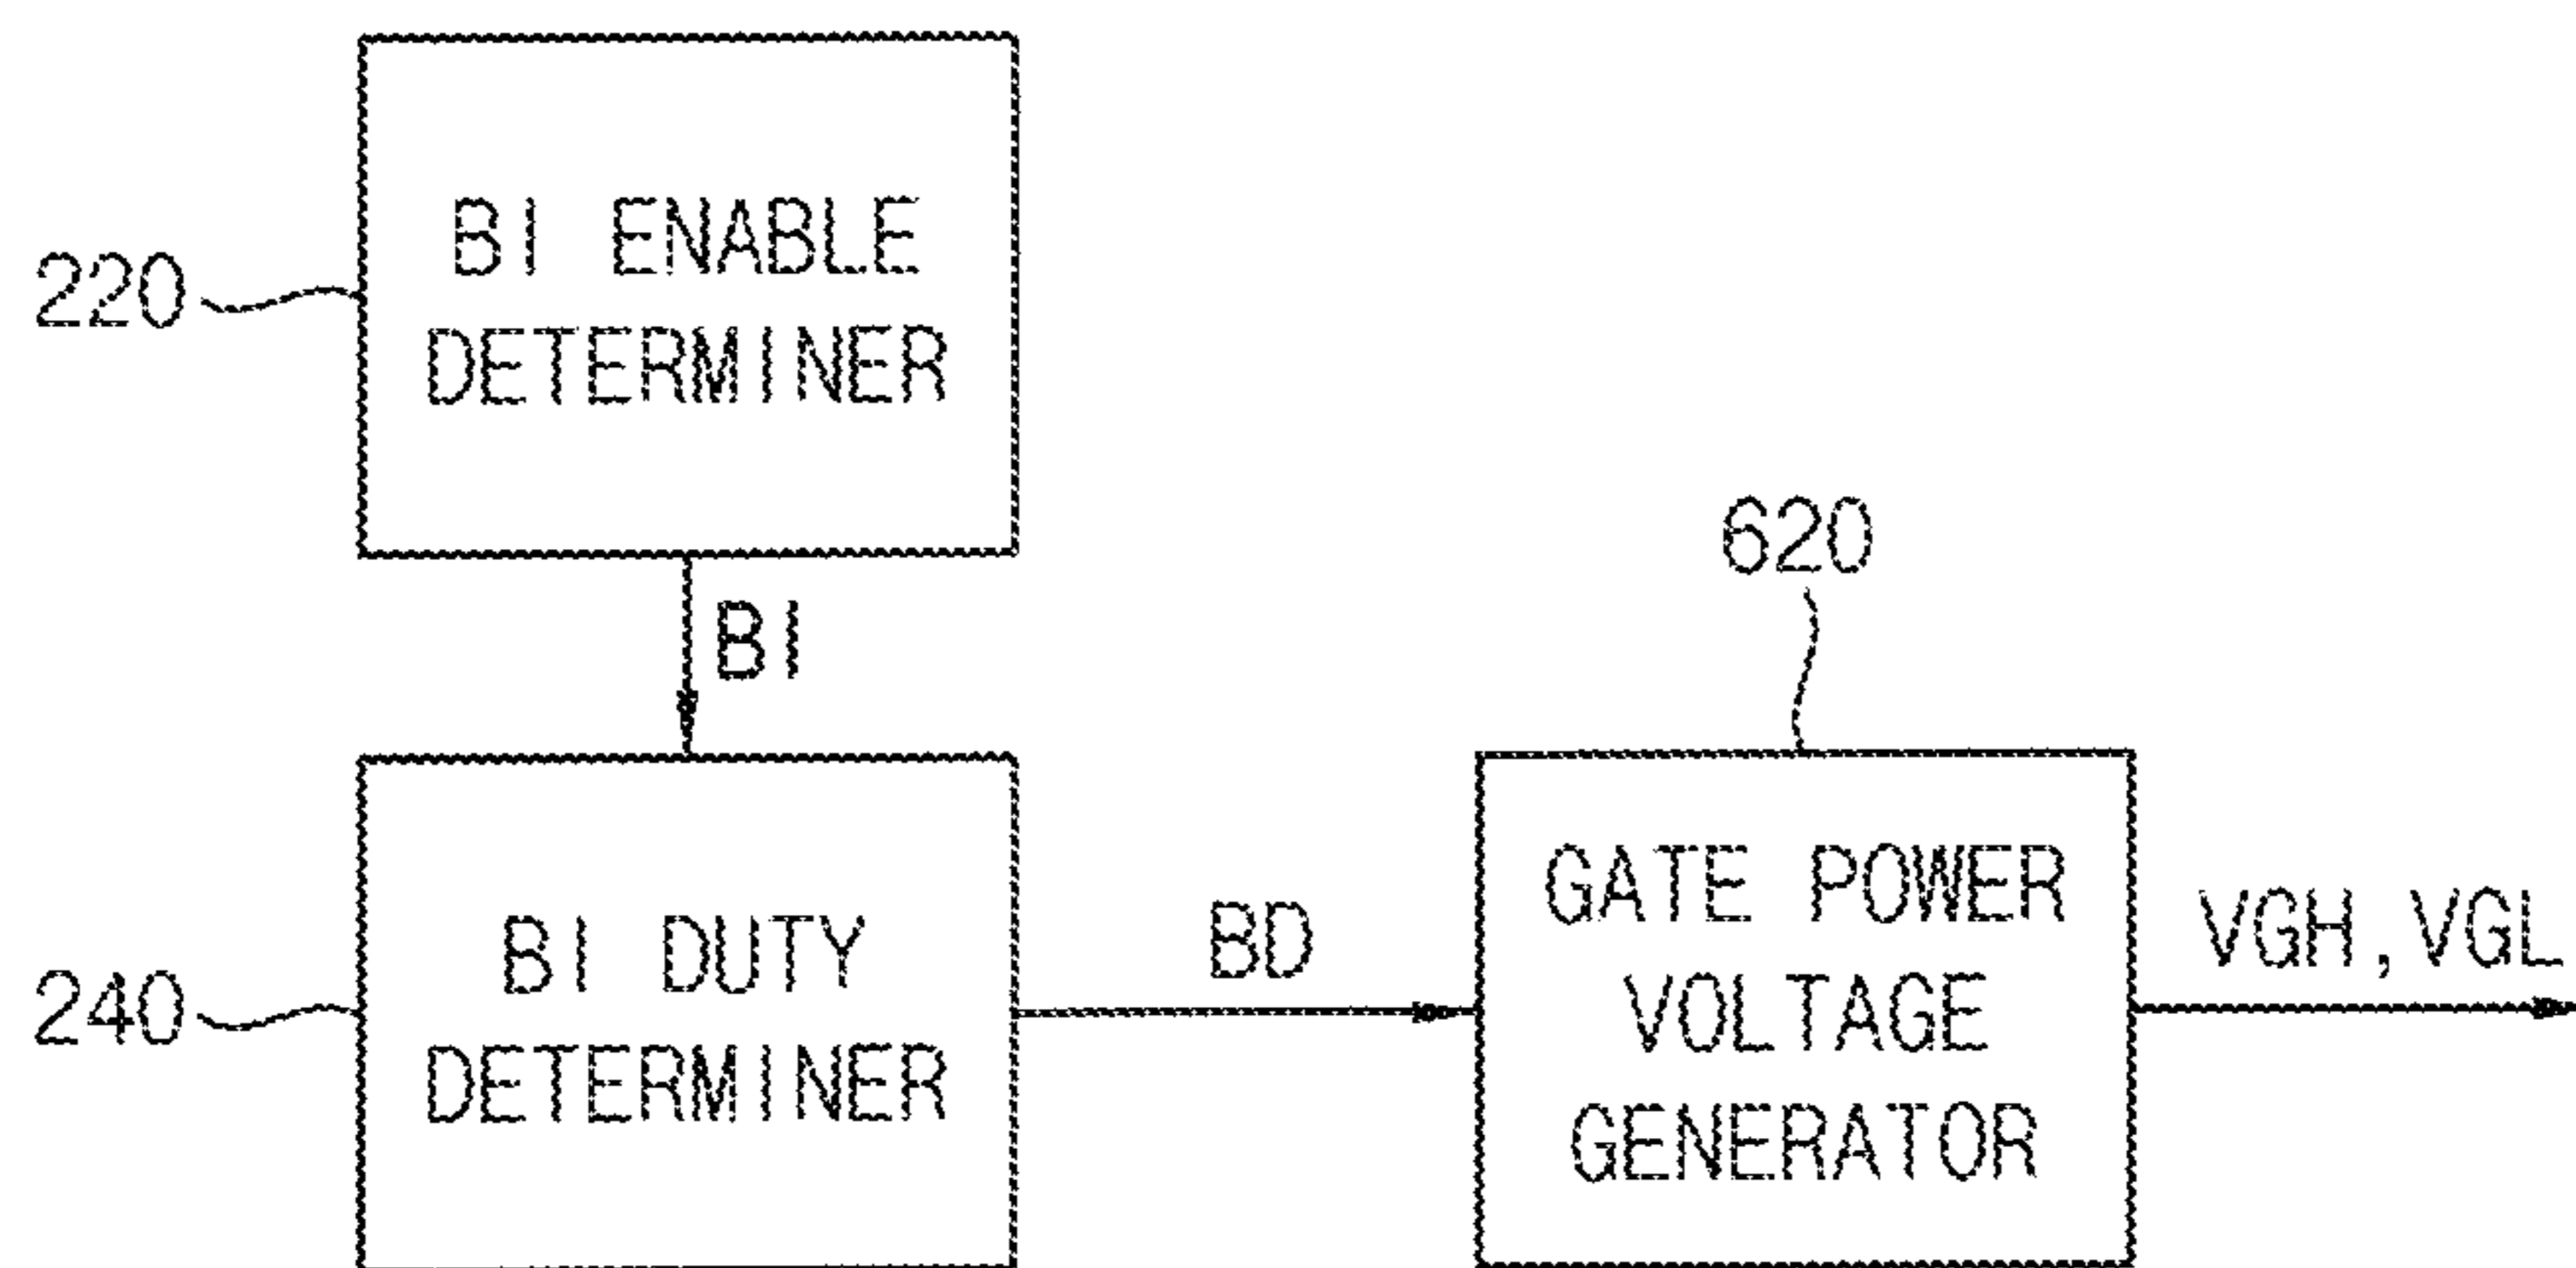 BI ENABLE
DETERMINER
220
BI
620
BI DUTY
DETERMINER
240
BD
GATE POWER
VOLTAGE
GENERATOR
VGH, VGL